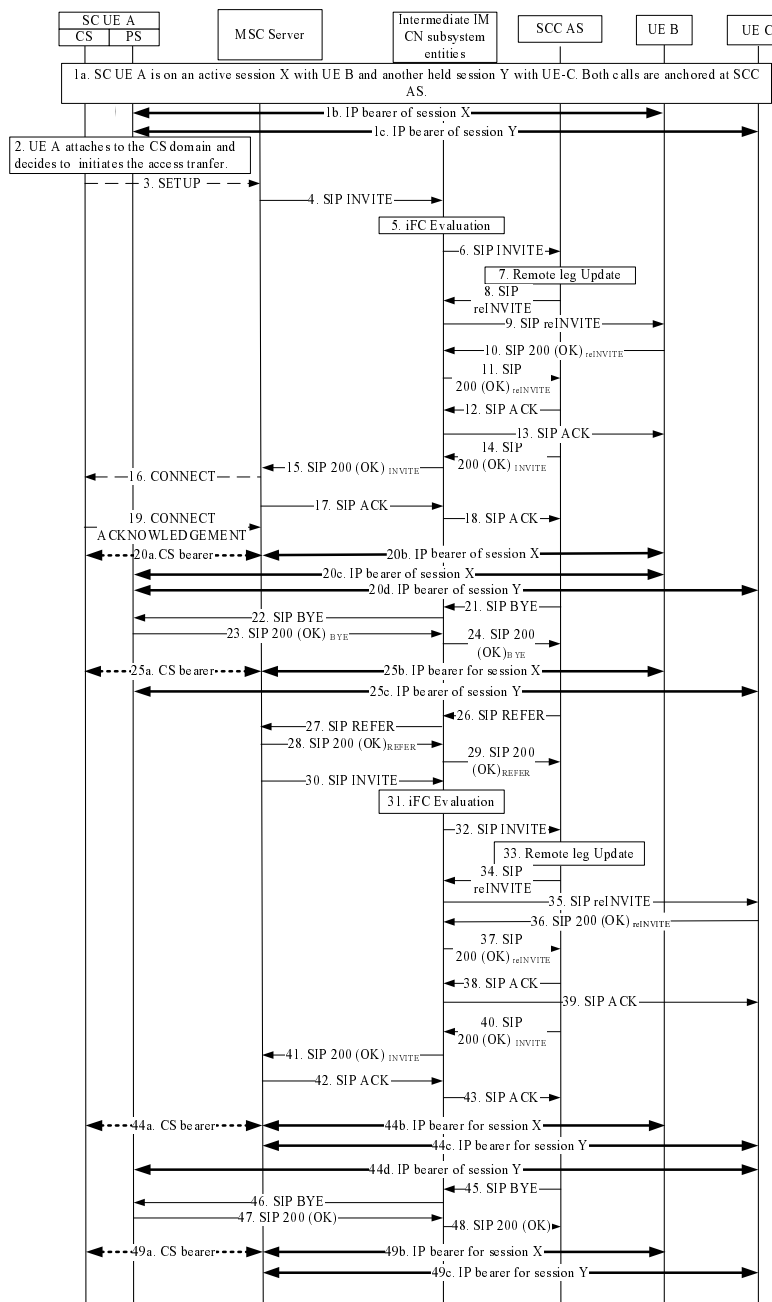 SC UE A
CS
PS
MSC Server
Intermediate IM
CN subsystem
entities
SCC AS
UE B
UE C
1a. SC UE A is on an active session X with UE B and another held session Y with UE-C. Both calls are anchored at SCC
AS.
1b. IP bearer of session X
1c. IP bearer of session Y
2. UE A attaches to the CS domain and
decides to initiates the access tranfer.
3. SETUP
4. SIP INVITE
5. iFC Evaluation
6. SIP INVITE
7. Remote leg Update
8. SIP
reINVITE
9. SIP reINVITE
10. SIP 200 (OK) reINVITE
11. SIP
200 (OK) reINVITE
12. SIP ACK
13. SIP ACK
14. SIP
200 (OK) INVITE
15. SIP 200 (OK) INVITE
16. CONNECT
17. SIP ACK
18. SIP ACK
19. CONNECT
ACKNOWLEDGEMENT
20a. CS bearer
20b. IP bearer of session X
20c. IP bearer of session X
20d. IP bearer of session Y
21. SIP BYE
22. SIP BYE
23. SIP 200 (OK) BYE
24. SIP 200
(OK)BYE
25a. CS bearer
25b. IP bearer for session X
25c. IP bearer of session Y
26. SIP REFER
27. SIP REFER
28. SIP 200 (OK)REFER
29. SIP 200
(OK)REFER
30. SIP INVITE
31. iFC Evaluation
32. SIP INVITE
33. Remote leg Update
34. SIP
reINVITE
35. SIP reINVITE
36. SIP 200 (OK) reINVITE
37. SIP
200 (OK) reINVITE
38. SIP ACK
39. SIP ACK
40. SIP
200 (OK) INVITE
41. SIP 200 (OK) INVITE
42. SIP ACK
43. SIP ACK
44a. CS bearer
44b. IP bearer for session X
44c. IP bearer for session Y
44d. IP bearer of session Y
45. SIP BYE
46. SIP BYE
47. SIP 200 (OK)
48. SIP 200 (OK)
49a. CS bearer
49b. IP bearer for session X
49c. IP bearer for session Y